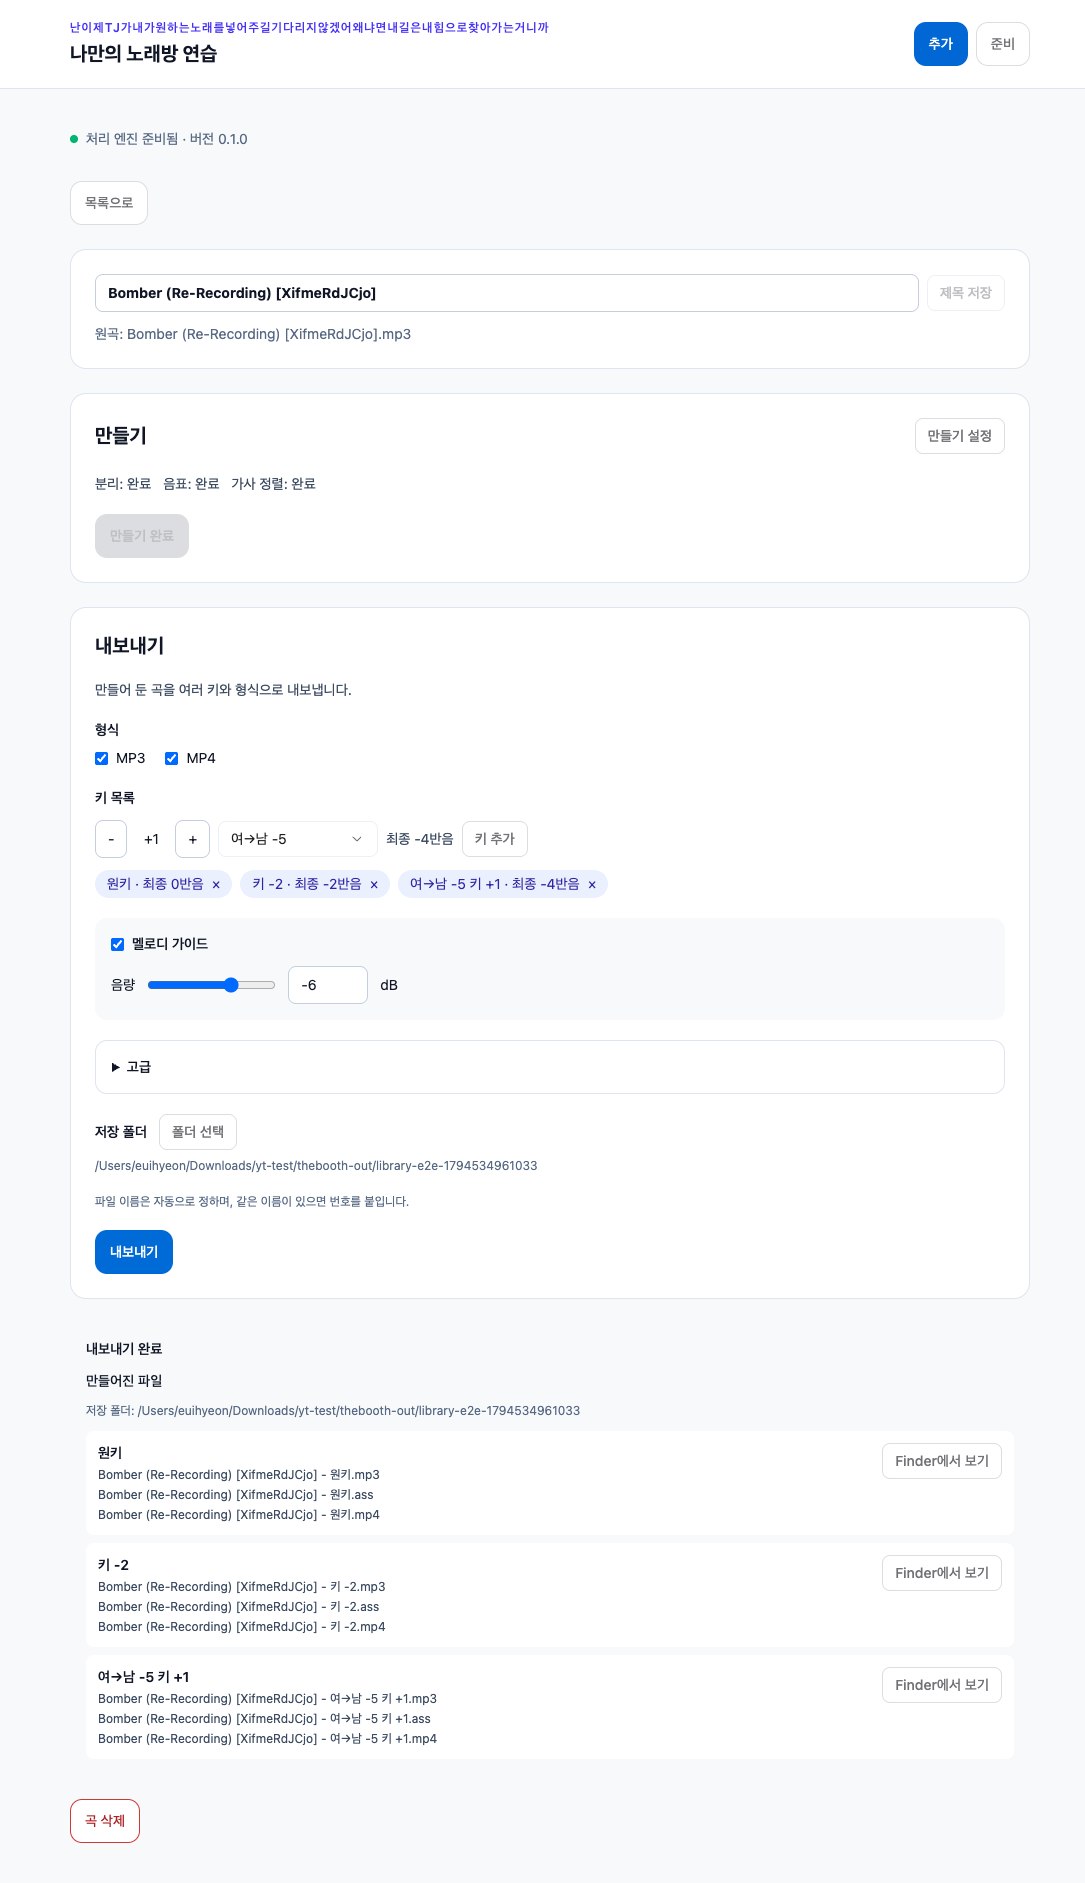 난이제TJ가내가원하는노래를넣어주길기다리지않겠어왜냐면내길은내힘으로찾아가는거니까
나만의 노래방 연습
추가
준비
처리 엔진 준비됨 · 버전 0.1.0
목록으로
Bomber (Re-Recording) [XifmeRdJCjo]
제목 저장
원곡: Bomber (Re-Recording) [XifmeRdJCjo].mp3
만들기
만들기 설정
분리: 완료 음표: 완료 가사 정렬: 완료
만들기 완료
내보내기
만들어 둔 곡을 여러 키와 형식으로 내보냅니다.
형식
MP3 MP4
키 목록
- +1 + 여→남 -5 최종 -4반음 키 추가
원키 · 최종 0반음 × 키 -2 · 최종 -2반음 × 여→남 -5 키 +1 · 최종 -4반음 ×
멜로디 가이드
음량 -6 dB
▶ 고급
저장 폴더 폴더 선택
/Users/euihyeon/Downloads/yt-test/thebooth-out/library-e2e-1794534961033
파일 이름은 자동으로 정하며, 같은 이름이 있으면 번호를 붙입니다.
내보내기
내보내기 완료
만들어진 파일
저장 폴더: /Users/euihyeon/Downloads/yt-test/thebooth-out/library-e2e-1794534961033
원키
Finder에서 보기
Bomber (Re-Recording) [XifmeRdJCjo] - 원키.mp3
Bomber (Re-Recording) [XifmeRdJCjo] - 원키.ass
Bomber (Re-Recording) [XifmeRdJCjo] - 원키.mp4
키 -2
Finder에서 보기
Bomber (Re-Recording) [XifmeRdJCjo] - 키 -2.mp3
Bomber (Re-Recording) [XifmeRdJCjo] - 키 -2.ass
Bomber (Re-Recording) [XifmeRdJCjo] - 키 -2.mp4
여→남 -5 키 +1
Finder에서 보기
Bomber (Re-Recording) [XifmeRdJCjo] - 여→남 -5 키 +1.mp3
Bomber (Re-Recording) [XifmeRdJCjo] - 여→남 -5 키 +1.ass
Bomber (Re-Recording) [XifmeRdJCjo] - 여→남 -5 키 +1.mp4
곡 삭제